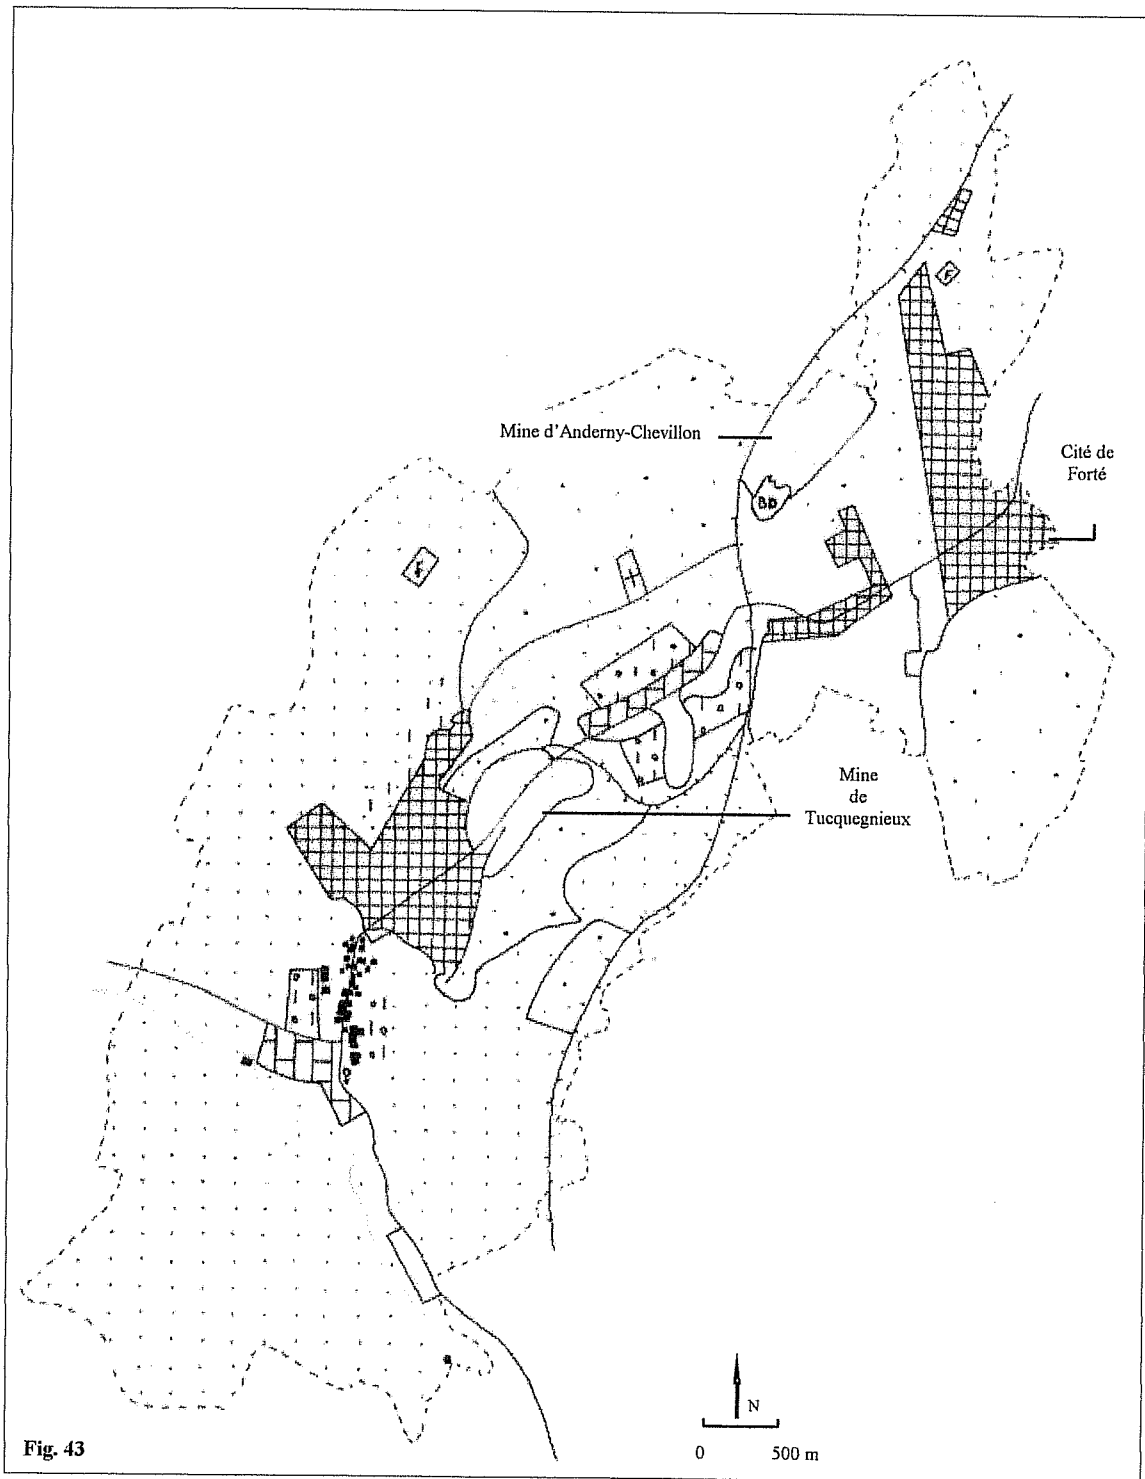 F
Mine d'Anderny-Chevillon
Cité de
Forté
B.D
F
Mine
de
Tucquegnieux
N
0 500 m
Fig. 43